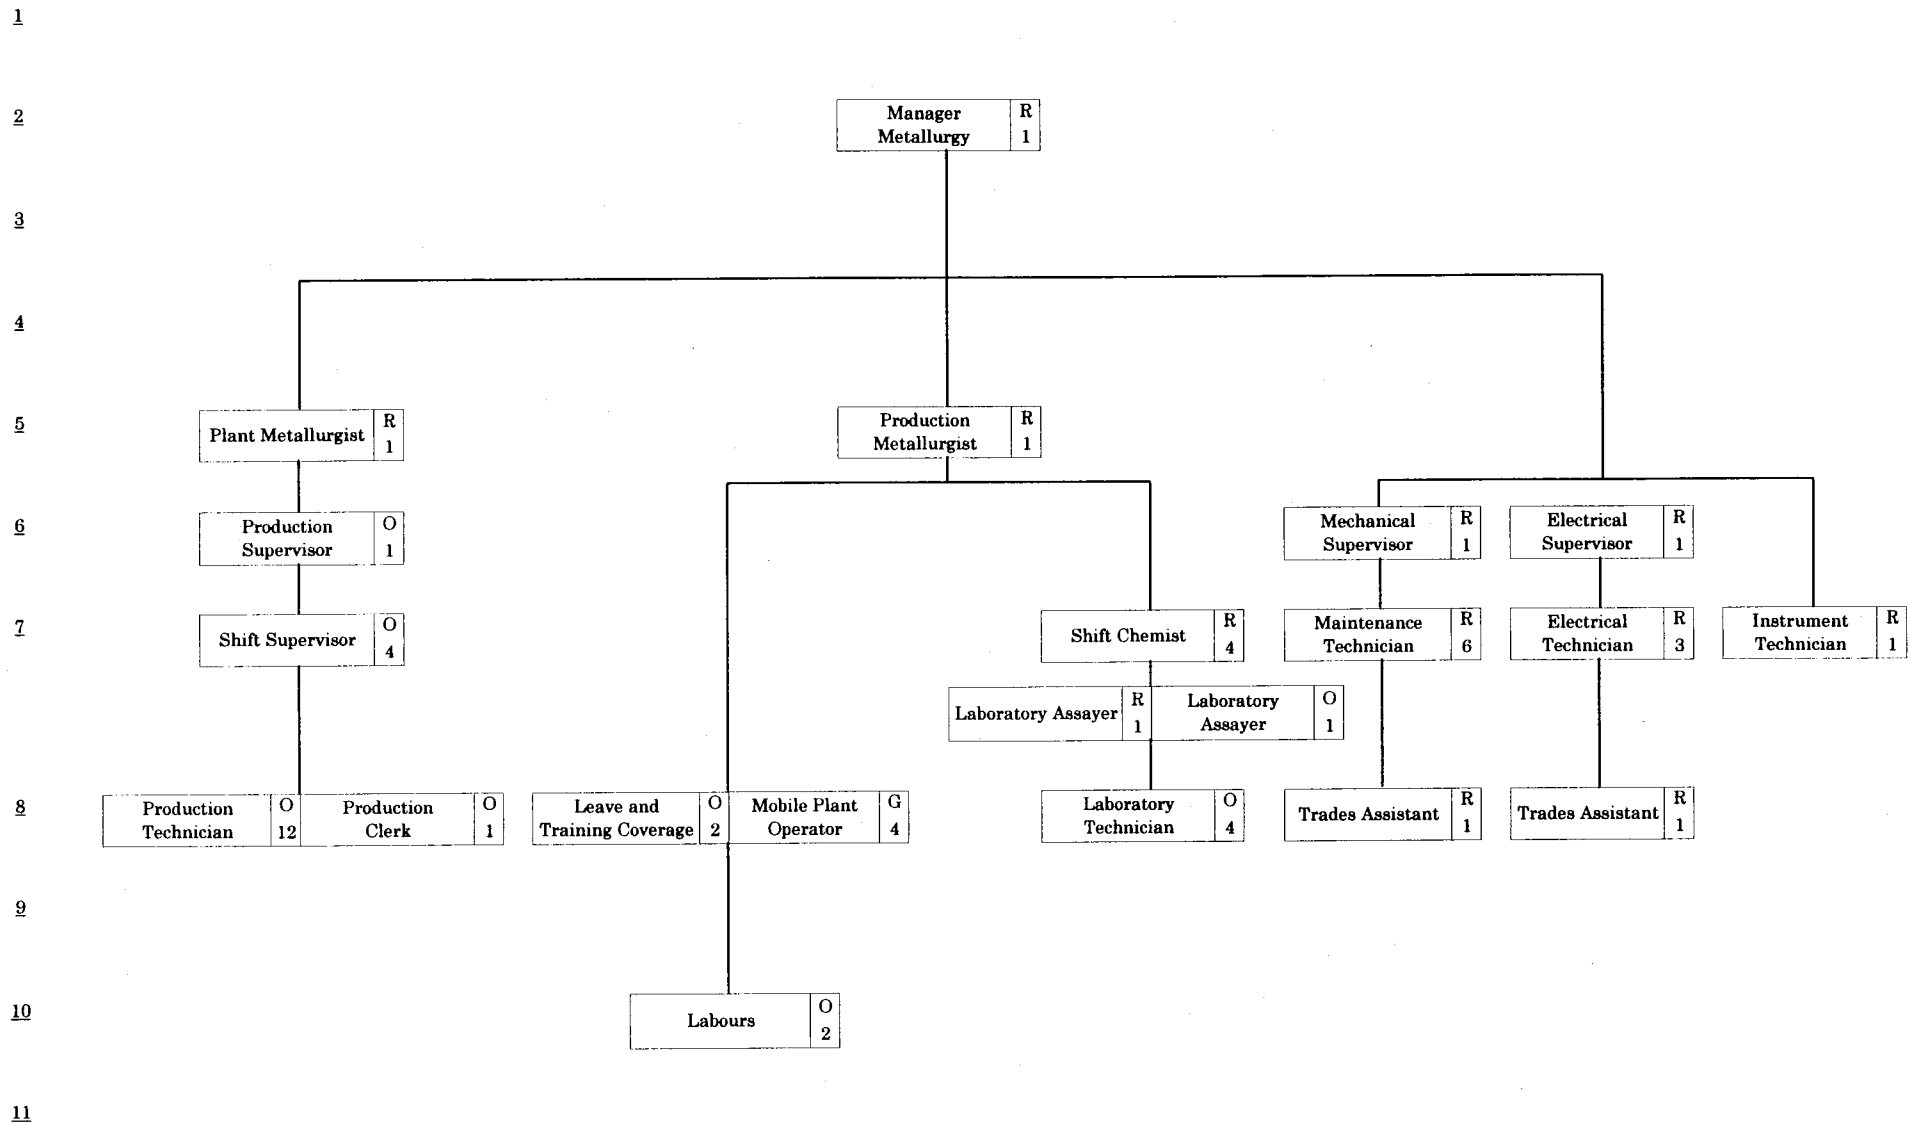 1
2
Manager
Metallurgy
R
1
3
4
5
Plant Metallurgist
R
1
Production
Metallurgist
R
1
6
Production
Supervisor
O
1
Mechanical
Supervisor
R
1
Electrical
Supervisor
R
1
7
Shift Supervisor
O
4
Shift Chemist
R
4
Maintenance
Technician
R
6
Electrical
Technician
R
3
Instrument
Technician
R
1
Laboratory Assayer
R
1
Laboratory
Assayer
O
1
8
Production
Technician
O
12
Production
Clerk
O
1
Leave and
Training Coverage
O
2
Mobile Plant
Operator
G
4
Laboratory
Technician
O
4
Trades Assistant
R
1
Trades Assistant
R
1
9
10
Labours
O
2
11